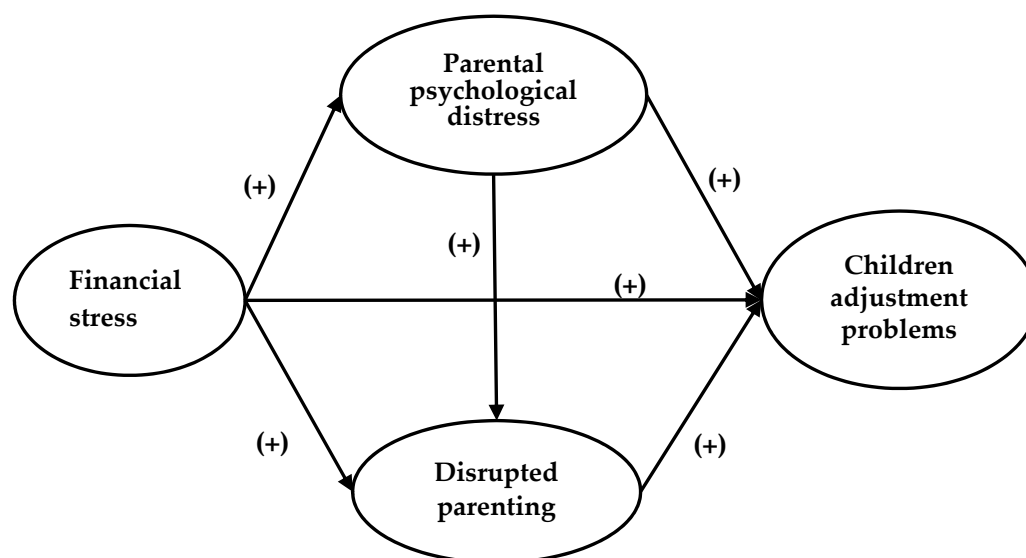 Parental
psychological
distress
(+)
(+)
(+)
Financial
stress
(+)
Children
adjustment
problems
(+)
(+)
Disrupted
parenting